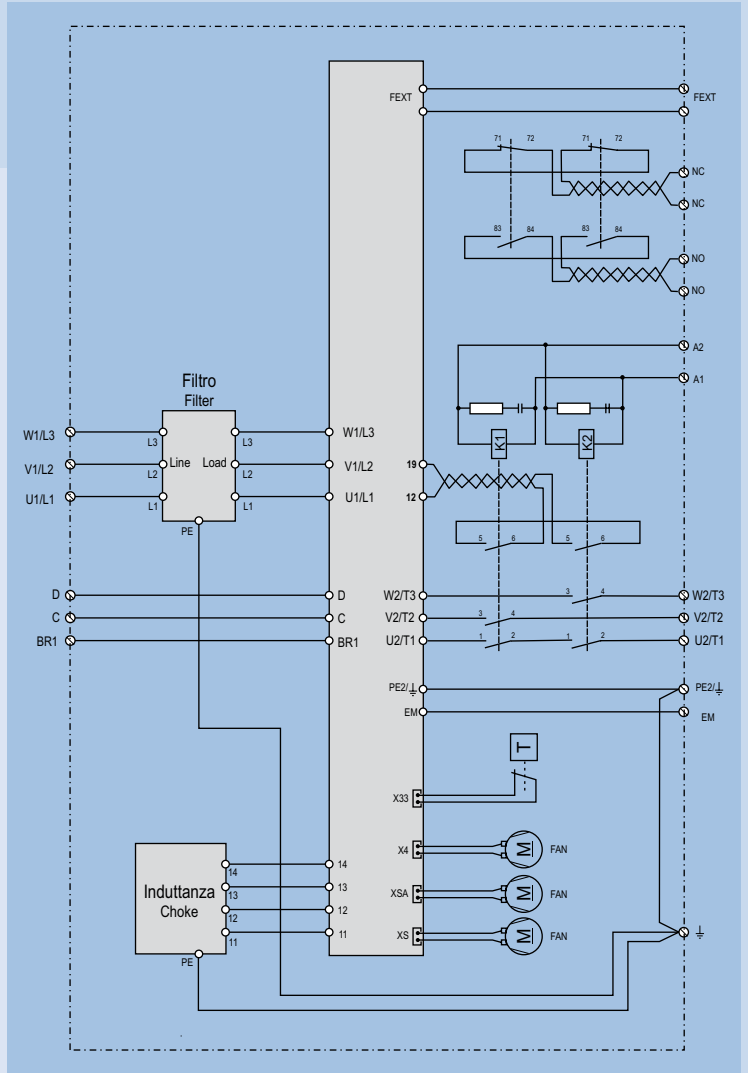 FEXT FEXT
71 72 71 72
NC
NC
83 84 83 84
NO
NO
A2
A1
Filtro
Filter
W1/L3 L3 L3 W1/L3
K1 K2
V1/L2 Line Load V1/L2 19
L2 L2
U1/L1 U1/L1 12
L1 L1
PE
5 6 5 6
D D W2/T3 3 4 W2/T3
C C V2/T2 3 4 V2/T2
BR1 BR1 U2/T1 1 2 1 2 U2/T1
PE2/⏚ PE2/⏚
EM EM
T
X33
X4 M FAN
14 14
Induttanza
Choke
13 13 XSA M FAN
12 12
11 11 XS M FAN
⏚
PE